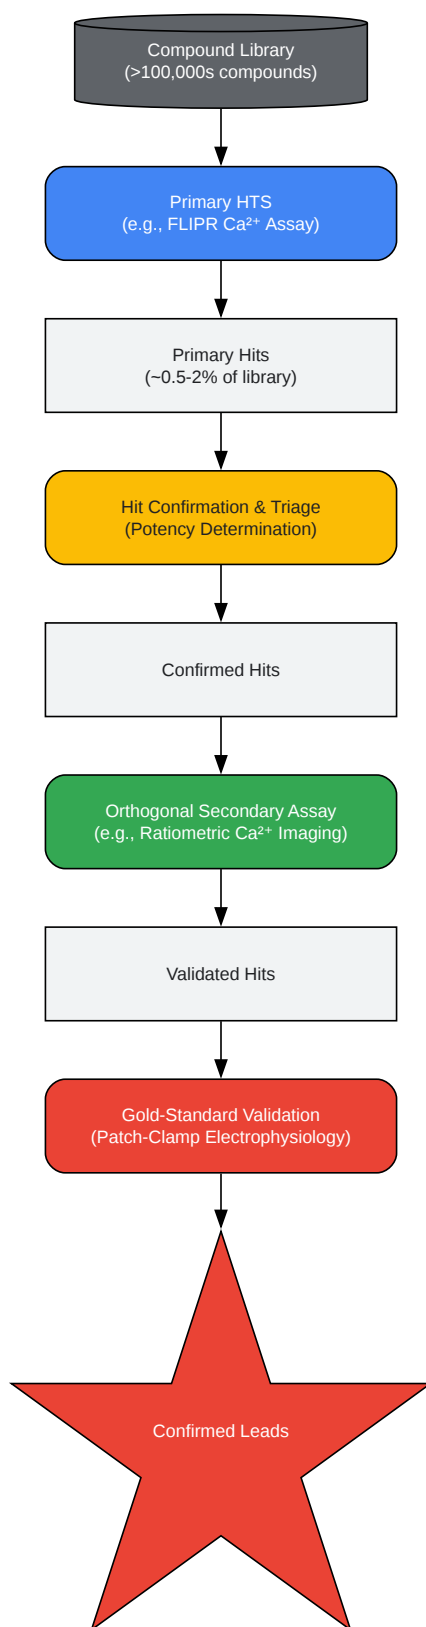 Compound Library
(>100,000s compounds)
Primary HTS
(e.g., FLIPR Ca²⁺ Assay)
Primary Hits
(~0.5-2% of library)
Hit Confirmation & Triage
(Potency Determination)
Confirmed Hits
Orthogonal Secondary Assay
(e.g., Ratiometric Ca²⁺ Imaging)
Validated Hits
Gold-Standard Validation
(Patch-Clamp Electrophysiology)
Confirmed Leads